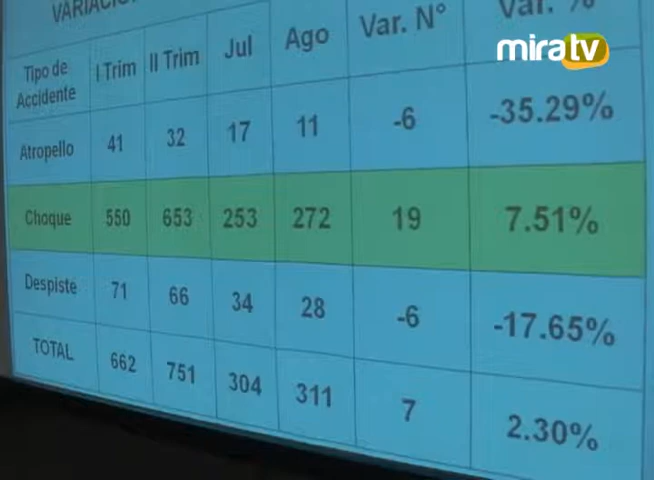 VARIACIÓ
miratv
Tipo de Accidente I Trim II Trim Jul Ago Var. N° Var. %
Atropello 41 32 17 11 -6 -35.29%
Choque 550 653 253 272 19 7.51%
Despiste 71 66 34 28 -6 -17.65%
TOTAL 662 751 304 311 7 2.30%